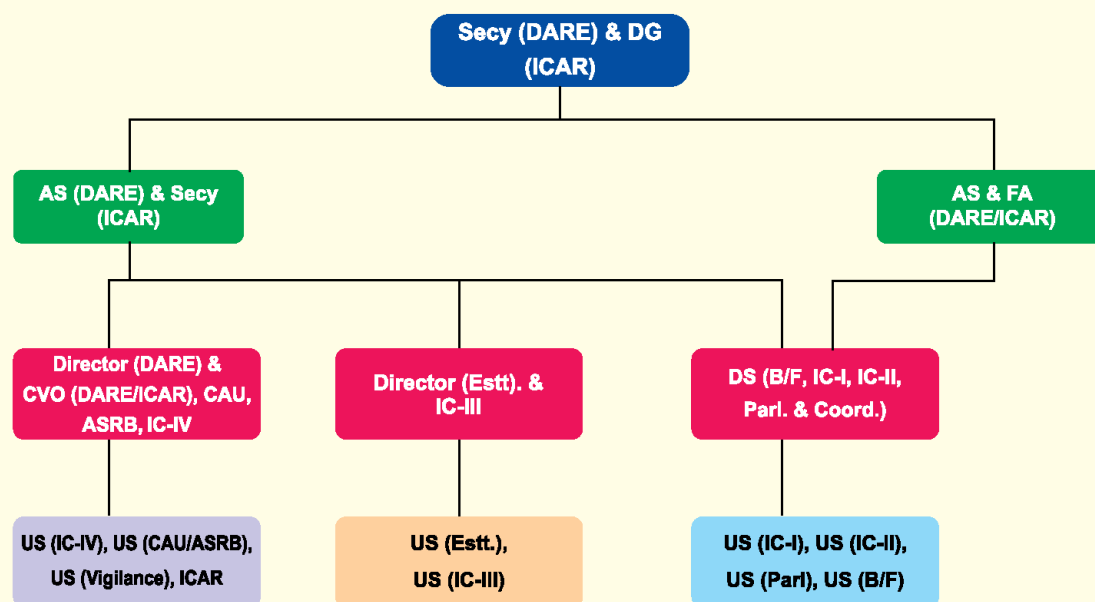 Secy (DARE) & DG
(ICAR)
AS (DARE) & Secy
(ICAR)
AS & FA
(DARE/ICAR)
Director (DARE) &
CVO (DARE/ICAR), CAU,
ASRB, IC-IV
Director (Estt). &
IC-III
DS (B/F, IC-I, IC-II,
Parl. & Coord.)
US (IC-IV), US (CAU/ASRB),
US (Vigilance), ICAR
US (Estt.),
US (IC-III)
US (IC-I), US (IC-II),
US (Parl), US (B/F)